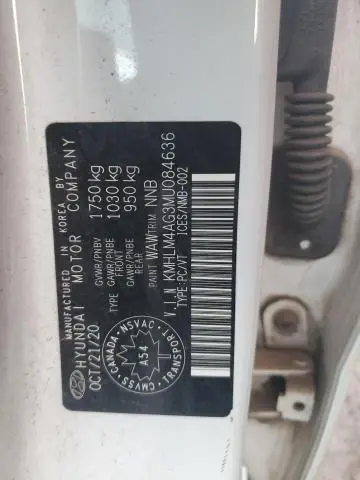 MANUFACTURED IN KOREA BY
HYUNDAI MOTOR COMPANY
OCT/21/20
GVWR/PNBV 1750 kg
TYPE GAWR/PNBE FRONT 1030 kg
GAWR/PNBE REAR 950 kg
PAINT WAW TRIM NNB
V.I.N. KMHLM4AG3MU084636
TYPE:PC/VT ICES/NMB-002
CANADA
CMVSS NSVAC
A54
TRANSPORT